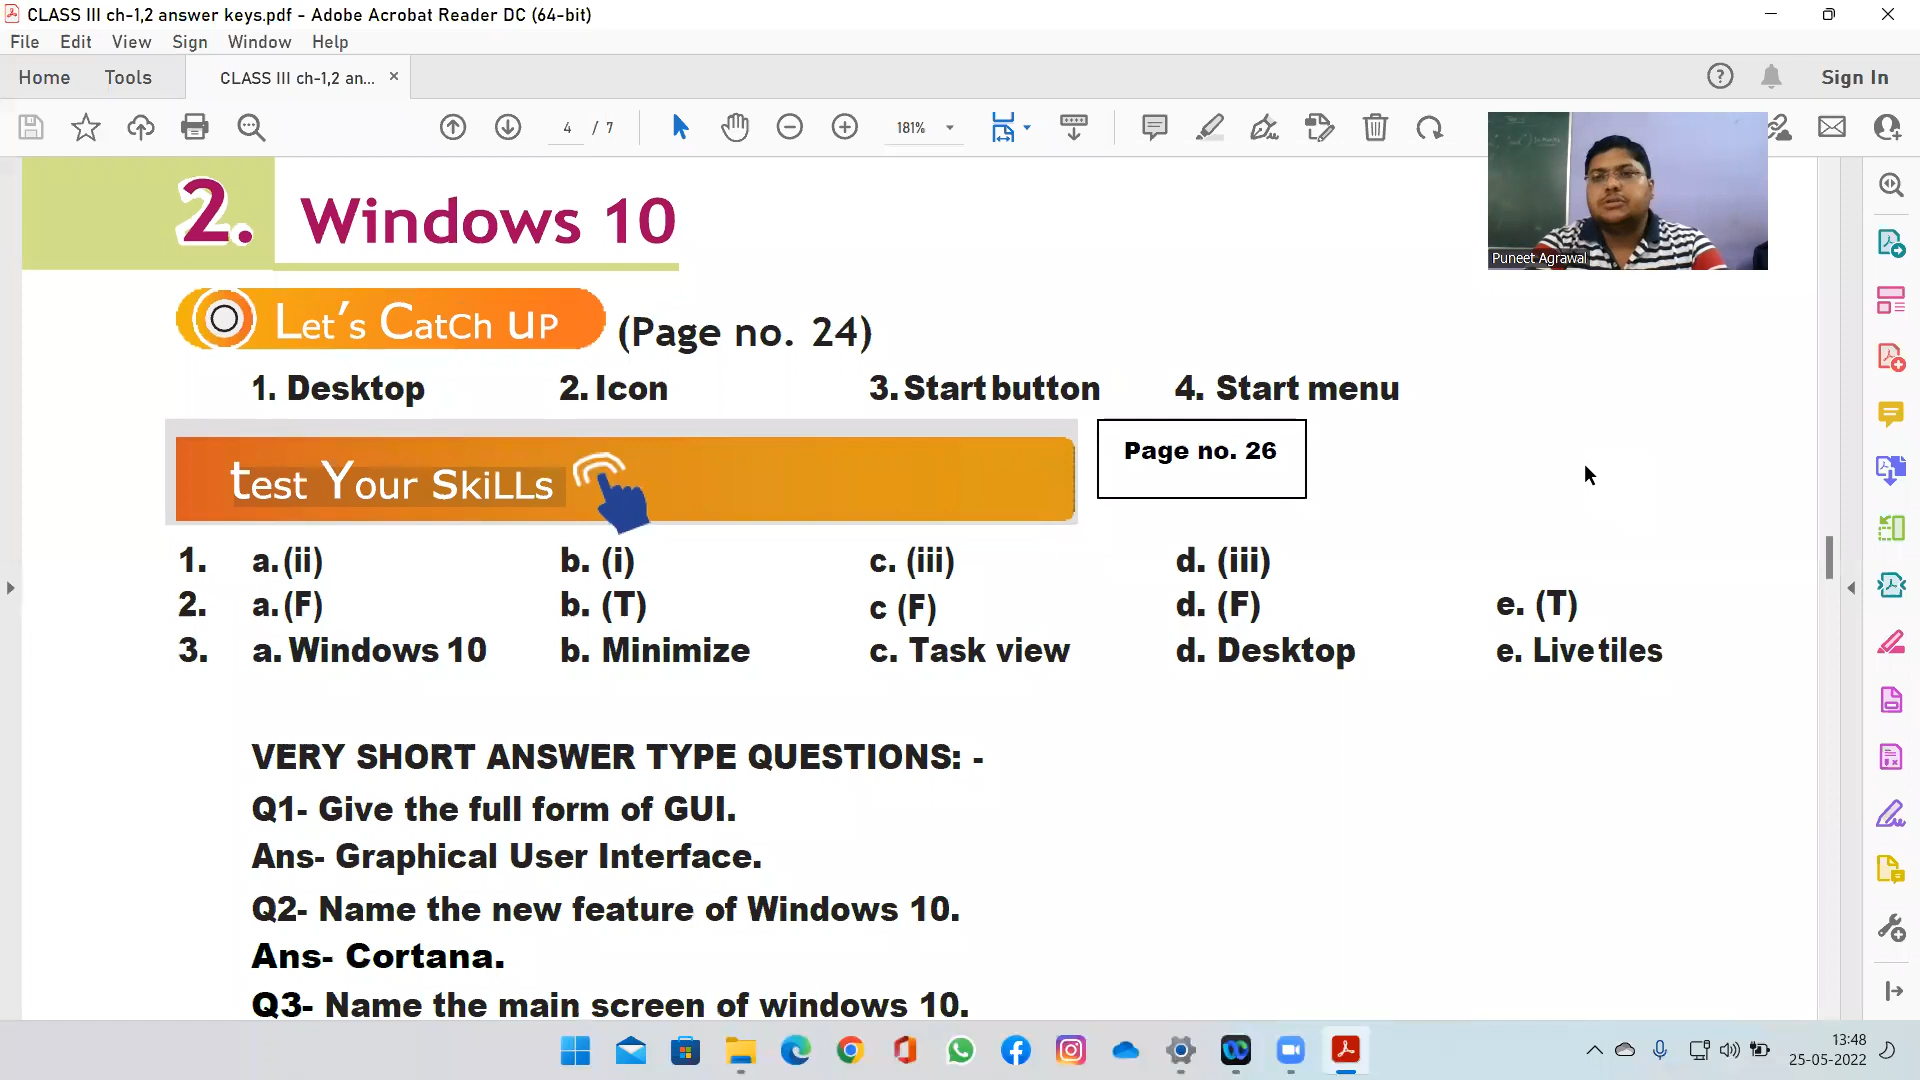 CLASS III ch-1,2 answer keys.pdf - Adobe Acrobat Reader DC (64-bit)
File Edit View Sign Window Help
Home Tools CLASS III ch-1,2 an... × Sign In
4 / 7 181%
Puneet Agrawal
2. Windows 10
Let's CatCh uP (Page no. 24)
1. Desktop 2. Icon 3. Start button 4. Start menu
test Your skiLLs Page no. 26
1. a. (ii) b. (i) c. (iii) d. (iii)
2. a. (F) b. (T) c (F) d. (F) e. (T)
3. a. Windows 10 b. Minimize c. Task view d. Desktop e. Live tiles
VERY SHORT ANSWER TYPE QUESTIONS: -
Q1- Give the full form of GUI.
Ans- Graphical User Interface.
Q2- Name the new feature of Windows 10.
Ans- Cortana.
Q3- Name the main screen of windows 10.
13:48
25-05-2022